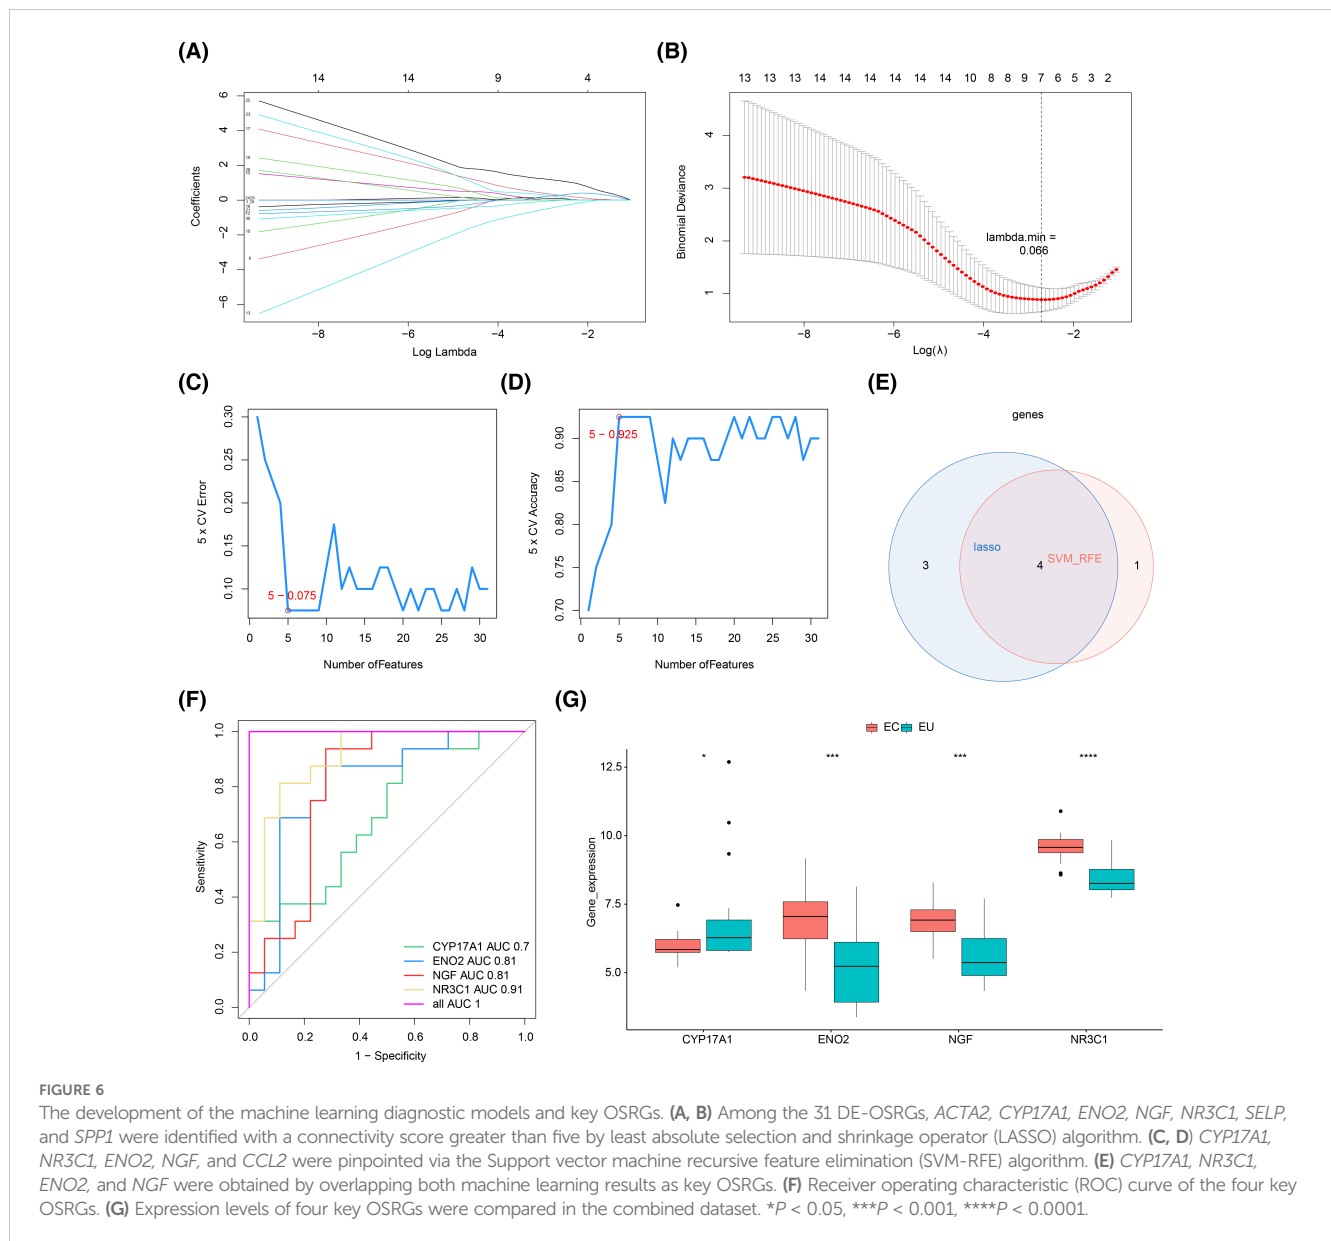 (A)
14 14 9 4
6
4
2
0
−2
−4
−6
Coefficients
25
23
17
19
13
−8 −6 −4 −2
Log Lambda
(B)
13 13 13 14 14 14 14 14 14 10 8 8 9 7 6 5 3 2
4
3
2
1
Binomial Deviance
lambda.min =
0.066
−8 −6 −4 −2
Log(λ)
(C)
0.30
0.25
0.20
0.15
0.10
5 x CV Error
5 − 0.075
0 5 10 15 20 25 30
Number of Features
(D)
0.90
0.85
0.80
0.75
0.70
5 x CV Accuracy
5 − 0.925
0 5 10 15 20 25 30
Number of Features
(E)
genes
lasso
SVM_RFE
3 4 1
(F)
1.0
0.8
0.6
0.4
0.2
0.0
Sensitivity
CYP17A1 AUC 0.7
ENO2 AUC 0.81
NGF AUC 0.81
NR3C1 AUC 0.91
all AUC 1
0.0 0.2 0.4 0.6 0.8 1.0
1 − Specificity
(G)
EC EU
* *** *** ****
12.5
10.0
7.5
5.0
Gene_expression
CYP17A1 ENO2 NGF NR3C1
FIGURE 6
The development of the machine learning diagnostic models and key OSRGs. (A, B) Among the 31 DE-OSRGs, ACTA2, CYP17A1, ENO2, NGF, NR3C1, SELP,
and SPP1 were identified with a connectivity score greater than five by least absolute selection and shrinkage operator (LASSO) algorithm. (C, D) CYP17A1,
NR3C1, ENO2, NGF, and CCL2 were pinpointed via the Support vector machine recursive feature elimination (SVM-RFE) algorithm. (E) CYP17A1, NR3C1,
ENO2, and NGF were obtained by overlapping both machine learning results as key OSRGs. (F) Receiver operating characteristic (ROC) curve of the four key
OSRGs. (G) Expression levels of four key OSRGs were compared in the combined dataset. *P < 0.05, ***P < 0.001, ****P < 0.0001.